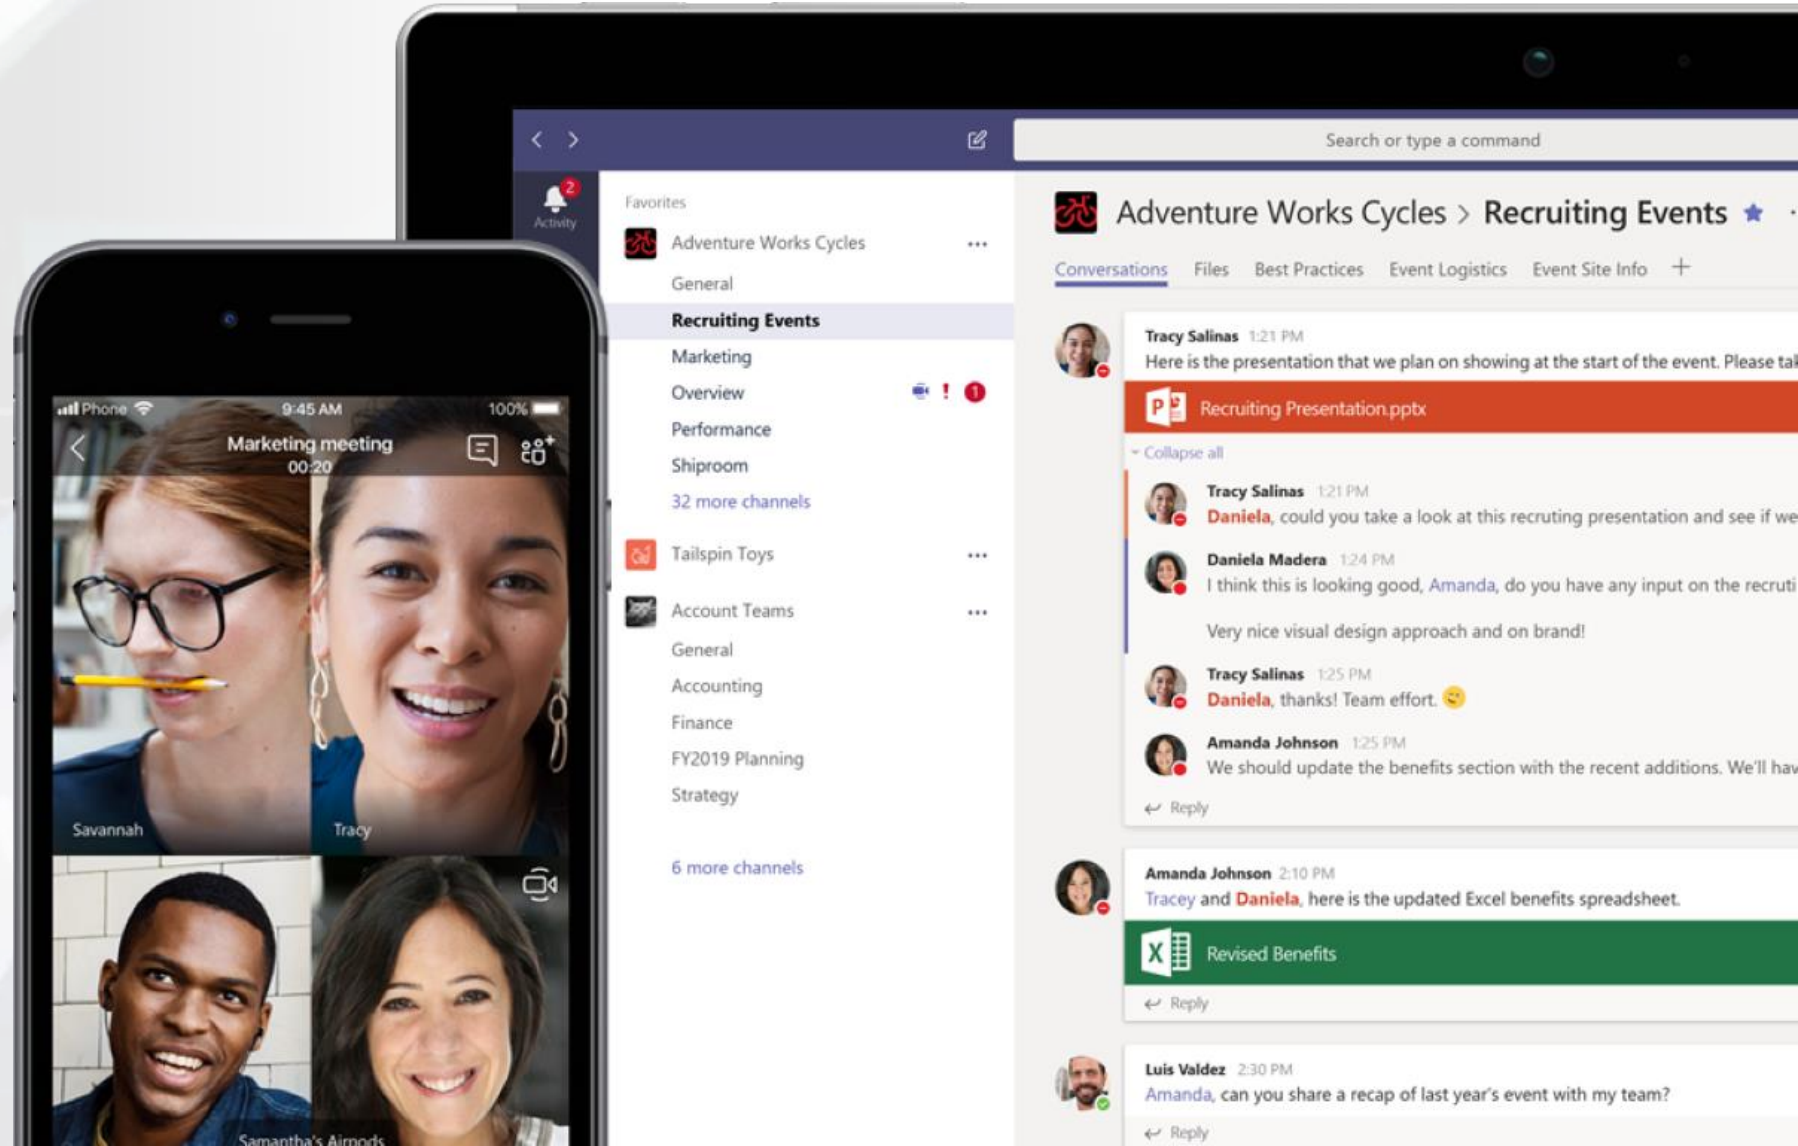 Search or type a command
2
Activity
Favorites
Adventure Works Cycles
General
Recruiting Events
Marketing
Overview
1
Performance
Shiproom
32 more channels
Tailspin Toys
Account Teams
General
Accounting
Finance
FY2019 Planning
Strategy
6 more channels
Adventure Works Cycles > Recruiting Events
Conversations Files Best Practices Event Logistics Event Site Info
Tracy Salinas 1:21 PM
Here is the presentation that we plan on showing at the start of the event. Please tak
Recruiting Presentation.pptx
Collapse all
Tracy Salinas 1:21 PM
Daniela, could you take a look at this recruting presentation and see if we
Daniela Madera 1:24 PM
I think this is looking good, Amanda, do you have any input on the recruti
Very nice visual design approach and on brand!
Tracy Salinas 1:25 PM
Daniela, thanks! Team effort.
Amanda Johnson 1:25 PM
We should update the benefits section with the recent additions. We'll hav
Reply
Amanda Johnson 2:10 PM
Tracey and Daniela, here is the updated Excel benefits spreadsheet.
Revised Benefits
Reply
Luis Valdez 2:30 PM
Amanda, can you share a recap of last year's event with my team?
Reply
Phone 9:45 AM 100%
Marketing meeting
00:20
Savannah
Tracy
Samantha's Airpods